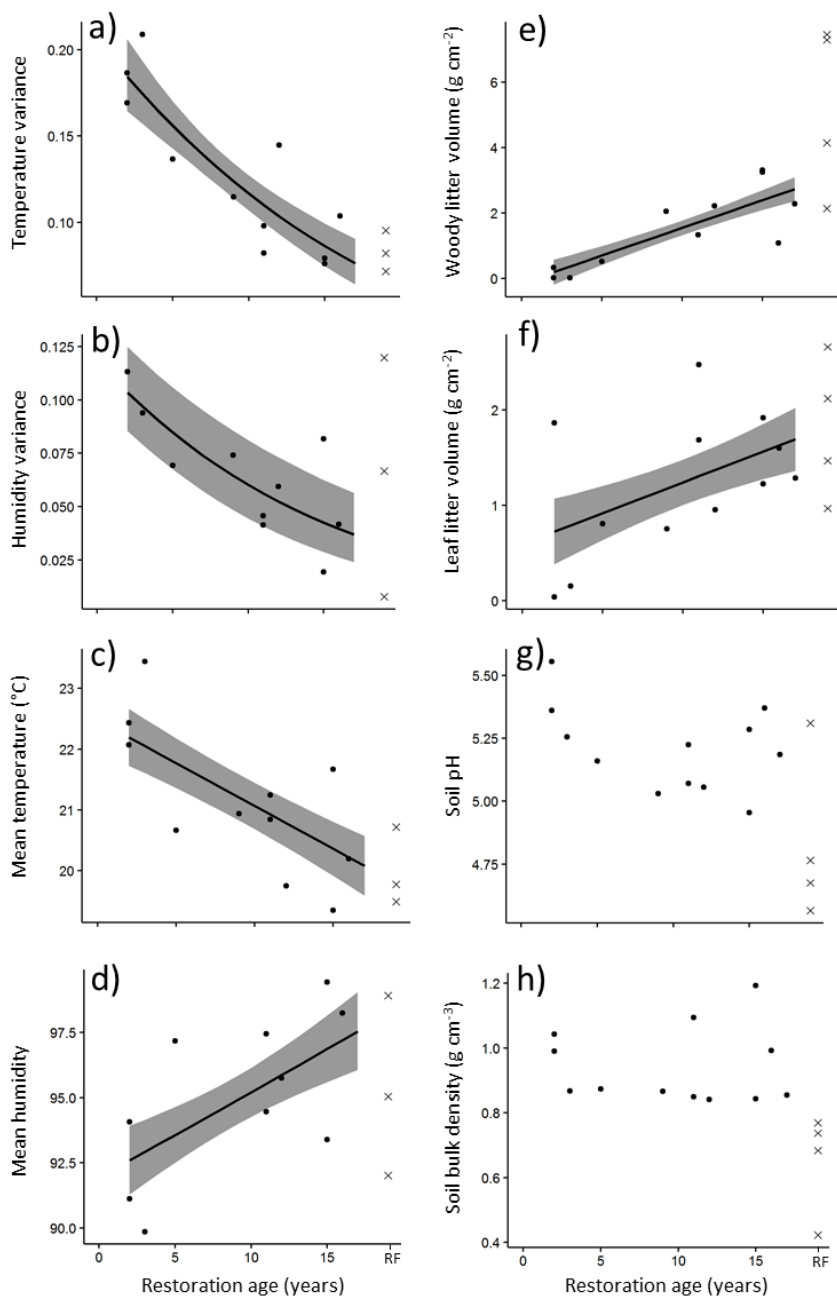 a)
Temperature variance
0.20
0.15
0.10
b)
Humidity variance
0.125
0.100
0.075
0.050
0.025
c)
Mean temperature (°C)
23
22
21
20
d)
Mean humidity
97.5
95.0
92.5
90.0
0 5 10 15 RF
Restoration age (years)
e)
Woody litter volume (g cm-2)
6
4
2
0
f)
Leaf litter volume (g cm-2)
2
1
0
g)
Soil pH
5.50
5.25
5.00
4.75
h)
Soil bulk density (g cm-3)
1.2
1.0
0.8
0.6
0.4
0 5 10 15 RF
Restoration age (years)